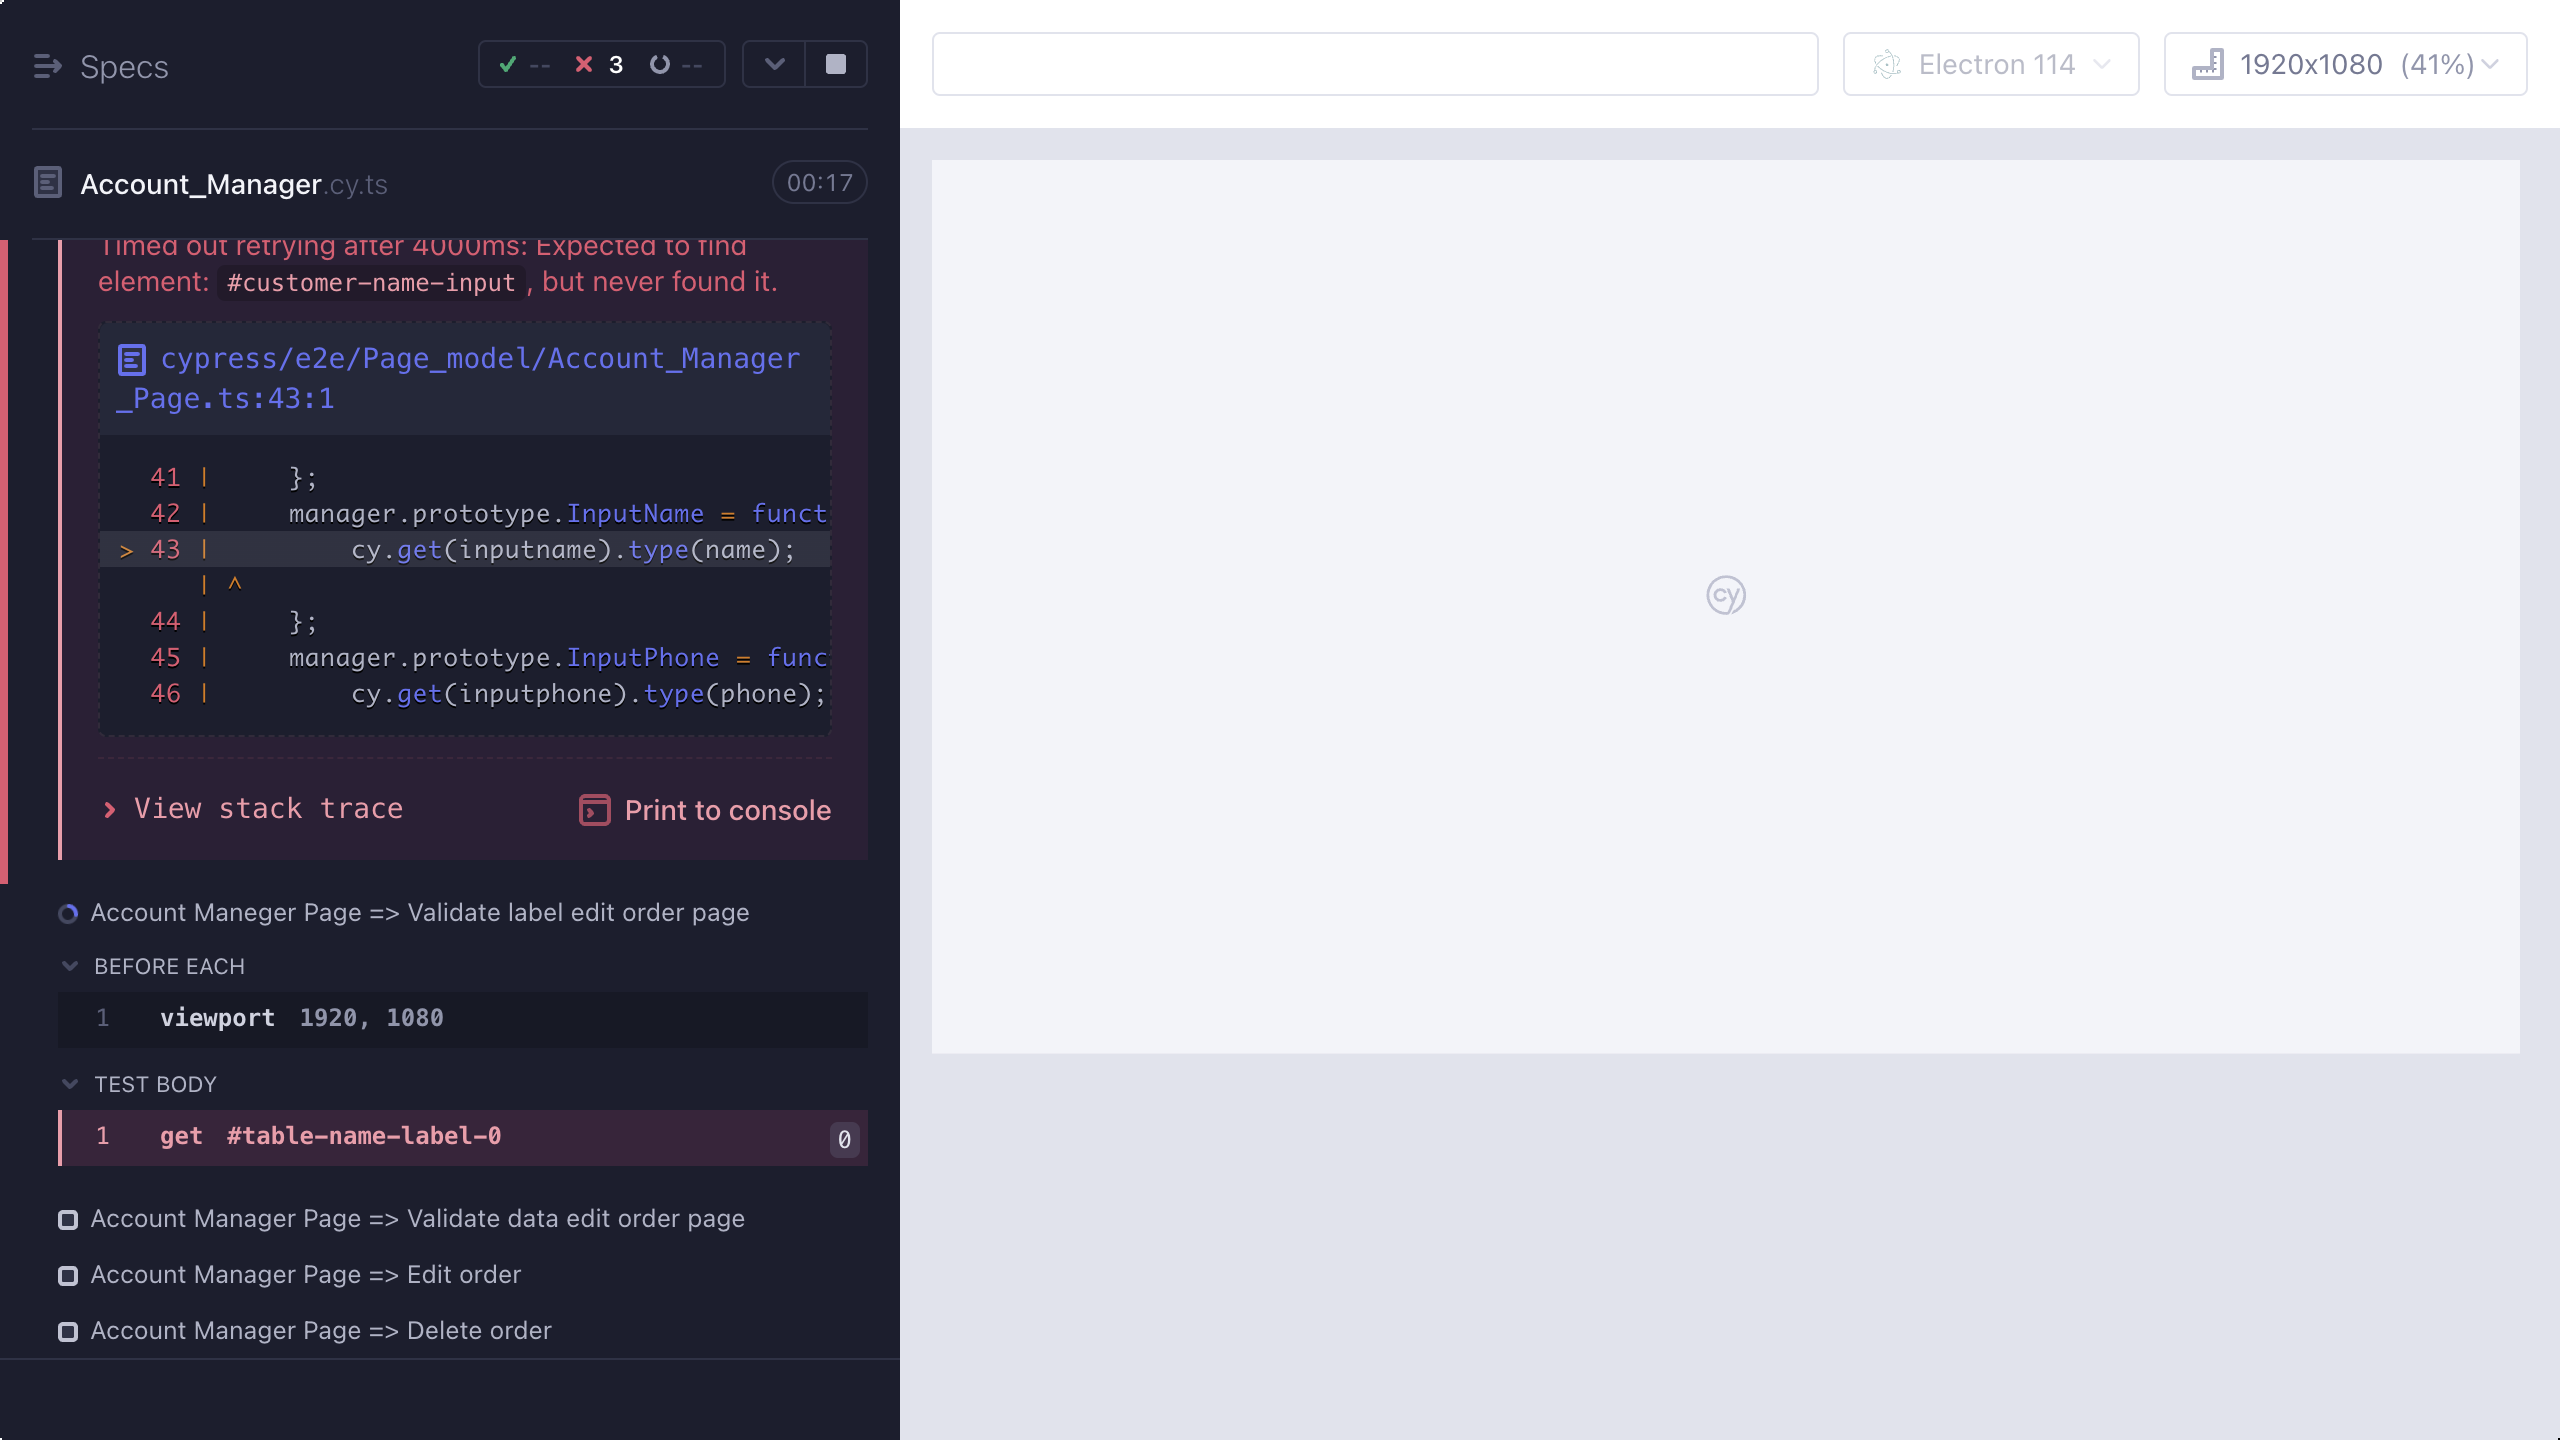 Specs
-- 3 --
Electron 114
1920x1080 (41%)
Account_Manager.cy.ts
00:17
Timed out retrying after 4000ms: Expected to find
element: #customer-name-input, but never found it.
cypress/e2e/Page_model/Account_Manager
_Page.ts:43:1
41 | };
42 | manager.prototype.InputName = funct
> 43 | cy.get(inputname).type(name);
| ^
44 | };
45 | manager.prototype.InputPhone = func
46 | cy.get(inputphone).type(phone);
View stack trace
Print to console
cy
Account Maneger Page => Validate label edit order page
BEFORE EACH
1 viewport 1920, 1080
TEST BODY
1 get #table-name-label-0 0
Account Manager Page => Validate data edit order page
Account Manager Page => Edit order
Account Manager Page => Delete order